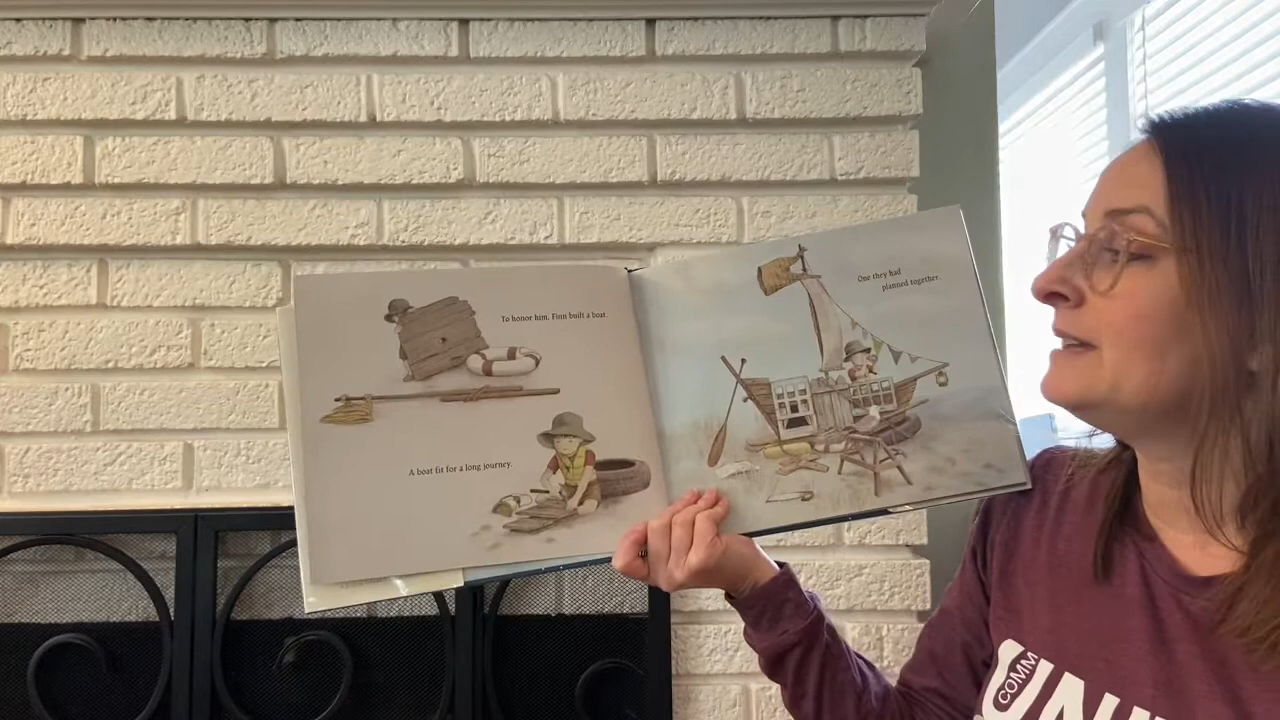 To honor him, Finn built a boat.
A boat fit for a long journey.
One they had
planned together.
COMM
UNI